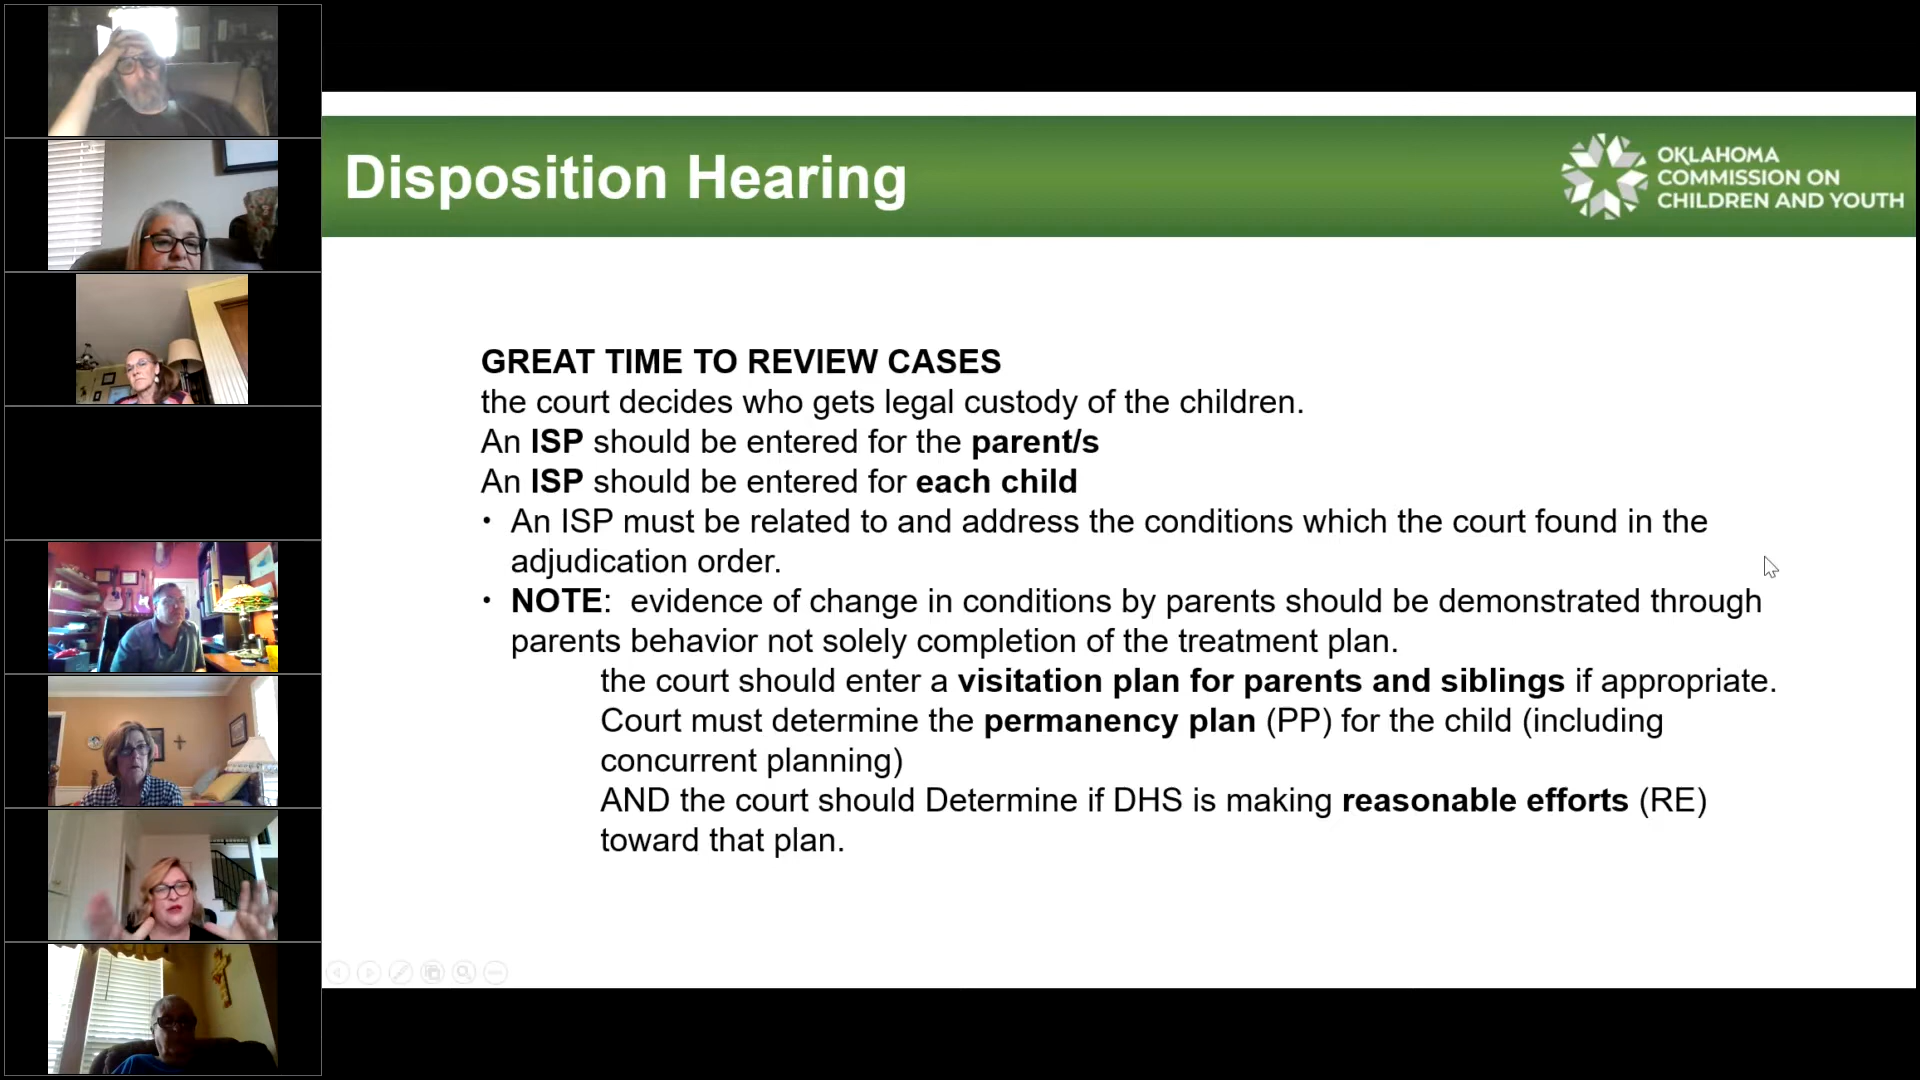 Disposition Hearing
OKLAHOMA
COMMISSION ON
CHILDREN AND YOUTH
GREAT TIME TO REVIEW CASES
the court decides who gets legal custody of the children.
An ISP should be entered for the parent/s
An ISP should be entered for each child
• An ISP must be related to and address the conditions which the court found in the
adjudication order.
• NOTE:  evidence of change in conditions by parents should be demonstrated through
parents behavior not solely completion of the treatment plan.
the court should enter a visitation plan for parents and siblings if appropriate.
Court must determine the permanency plan (PP) for the child (including
concurrent planning)
AND the court should Determine if DHS is making reasonable efforts (RE)
toward that plan.